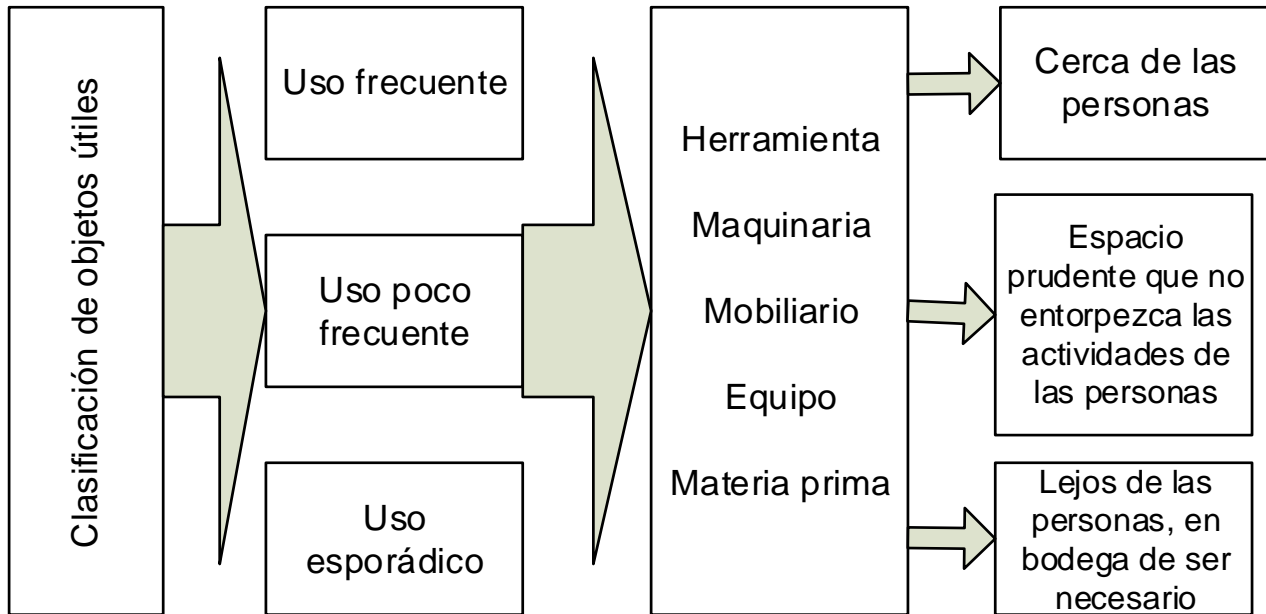 Clasificación de objetos útiles
Uso frecuente
Uso poco
frecuente
Uso
esporádico
Herramienta
Maquinaria
Mobiliario
Equipo
Materia prima
Cerca de las
personas
Espacio
prudente que no
entorpezca las
actividades de
las personas
Lejos de las
personas, en
bodega de ser
necesario